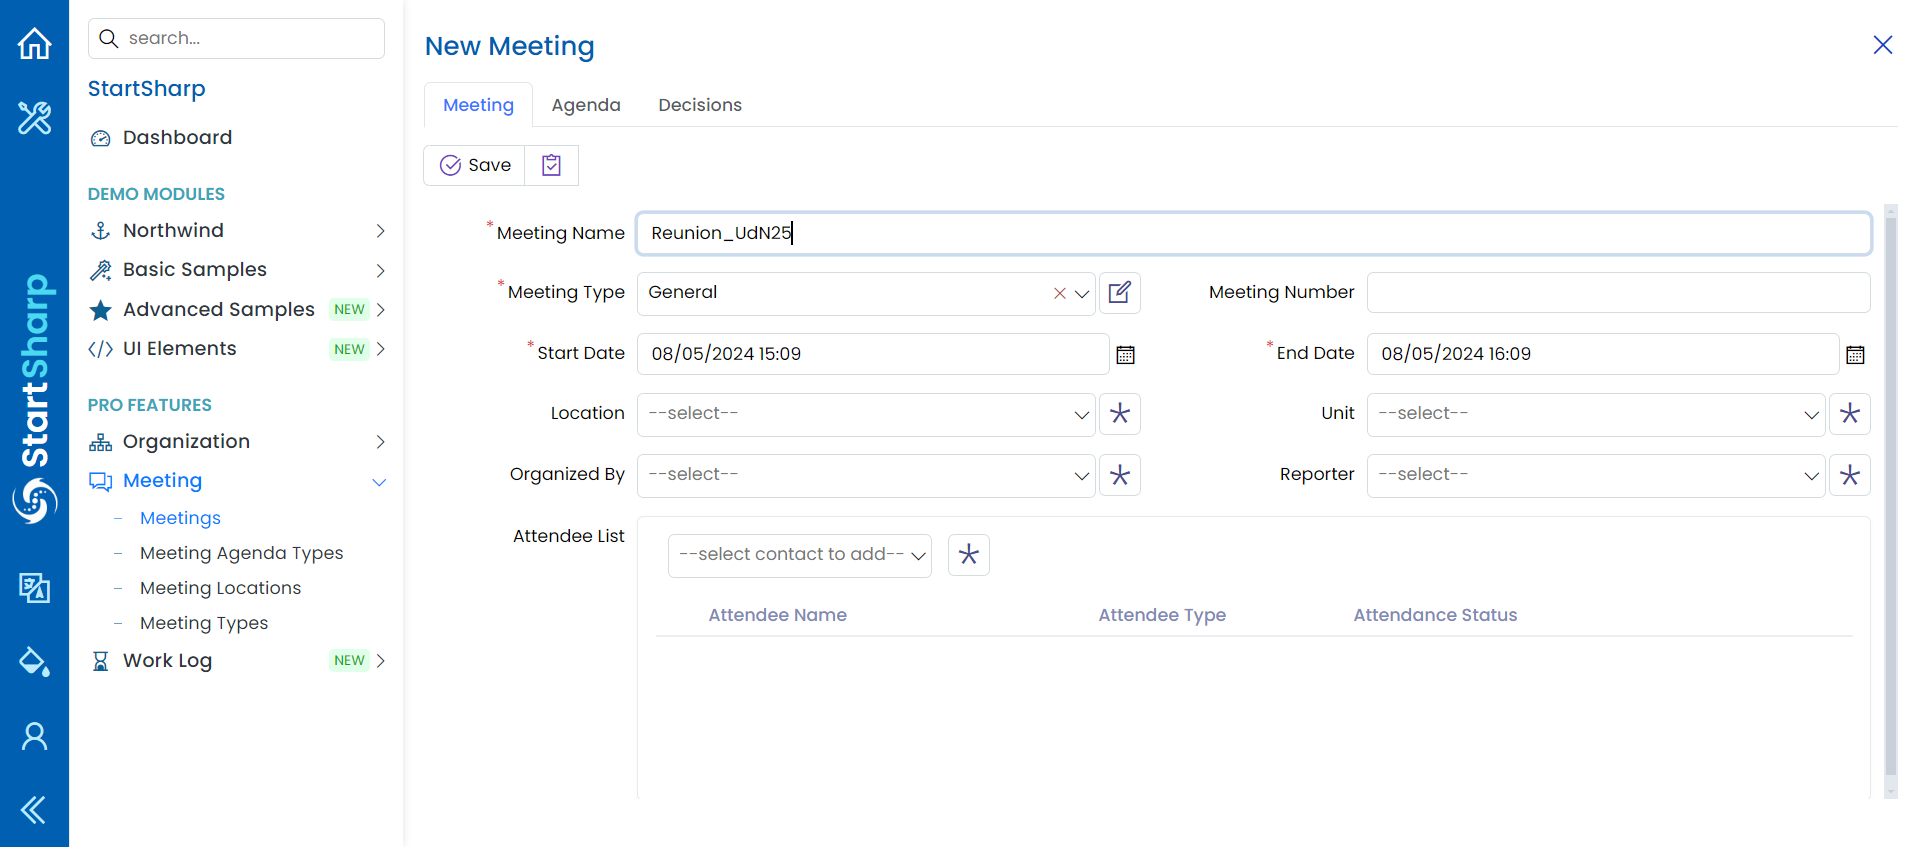 search...
StartSharp
Dashboard
DEMO MODULES
Northwind
Basic Samples
Advanced Samples NEW
UI Elements NEW
PRO FEATURES
Organization
Meeting
Meetings
Meeting Agenda Types
Meeting Locations
Meeting Types
Work Log NEW
StartSharp
New Meeting
Meeting Agenda Decisions
Save
*Meeting Name Reunion_UdN25
*Meeting Type General Meeting Number
*Start Date 08/05/2024 15:09 *End Date 08/05/2024 16:09
Location --select-- Unit --select--
Organized By --select-- Reporter --select--
Attendee List --select contact to add--
Attendee Name Attendee Type Attendance Status